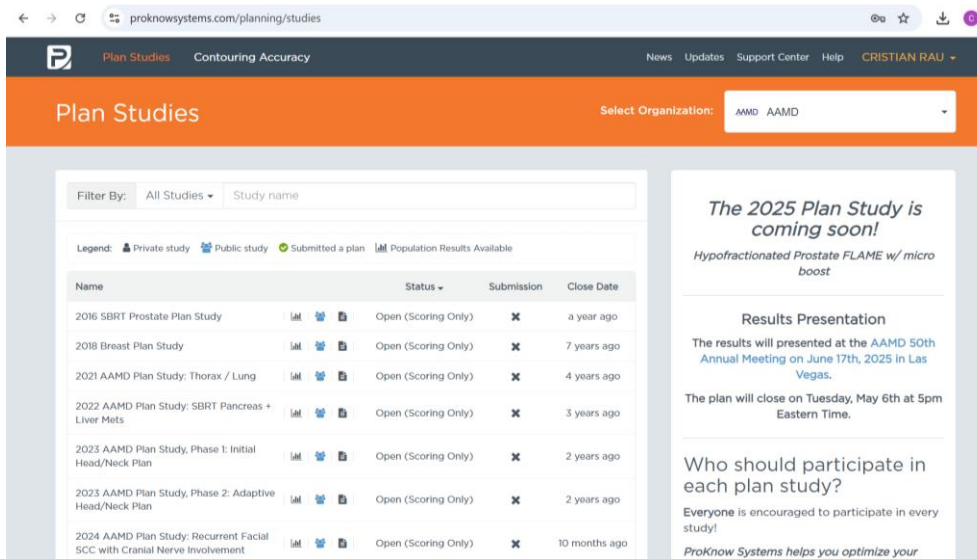 proknowsystems.com/planning/studies
Plan Studies Contouring Accuracy News Updates Support Center Help CRISTIAN RAU
Plan Studies
Select Organization: AAMD AAMD
Filter By: All Studies Study name
Legend: Private study Public study Submitted a plan Population Results Available
Name Status Submission Close Date
2016 SBRT Prostate Plan Study Open (Scoring Only) a year ago
2018 Breast Plan Study Open (Scoring Only) 7 years ago
2021 AAMD Plan Study: Thorax / Lung Open (Scoring Only) 4 years ago
2022 AAMD Plan Study: SBRT Pancreas +
Liver Mets
Open (Scoring Only) 3 years ago
2023 AAMD Plan Study, Phase 1: Initial
Head/Neck Plan
Open (Scoring Only) 2 years ago
2023 AAMD Plan Study, Phase 2: Adaptive
Head/Neck Plan
Open (Scoring Only) 2 years ago
2024 AAMD Plan Study: Recurrent Facial
SCC with Cranial Nerve Involvement
Open (Scoring Only) 10 months ago
The 2025 Plan Study is
coming soon!
Hypofractionated Prostate FLAME w/ micro
boost
Results Presentation
The results will presented at the AAMD 50th
Annual Meeting on June 17th, 2025 in Las
Vegas.
The plan will close on Tuesday, May 6th at 5pm
Eastern Time.
Who should participate in
each plan study?
Everyone is encouraged to participate in every
study!
ProKnow Systems helps you optimize your